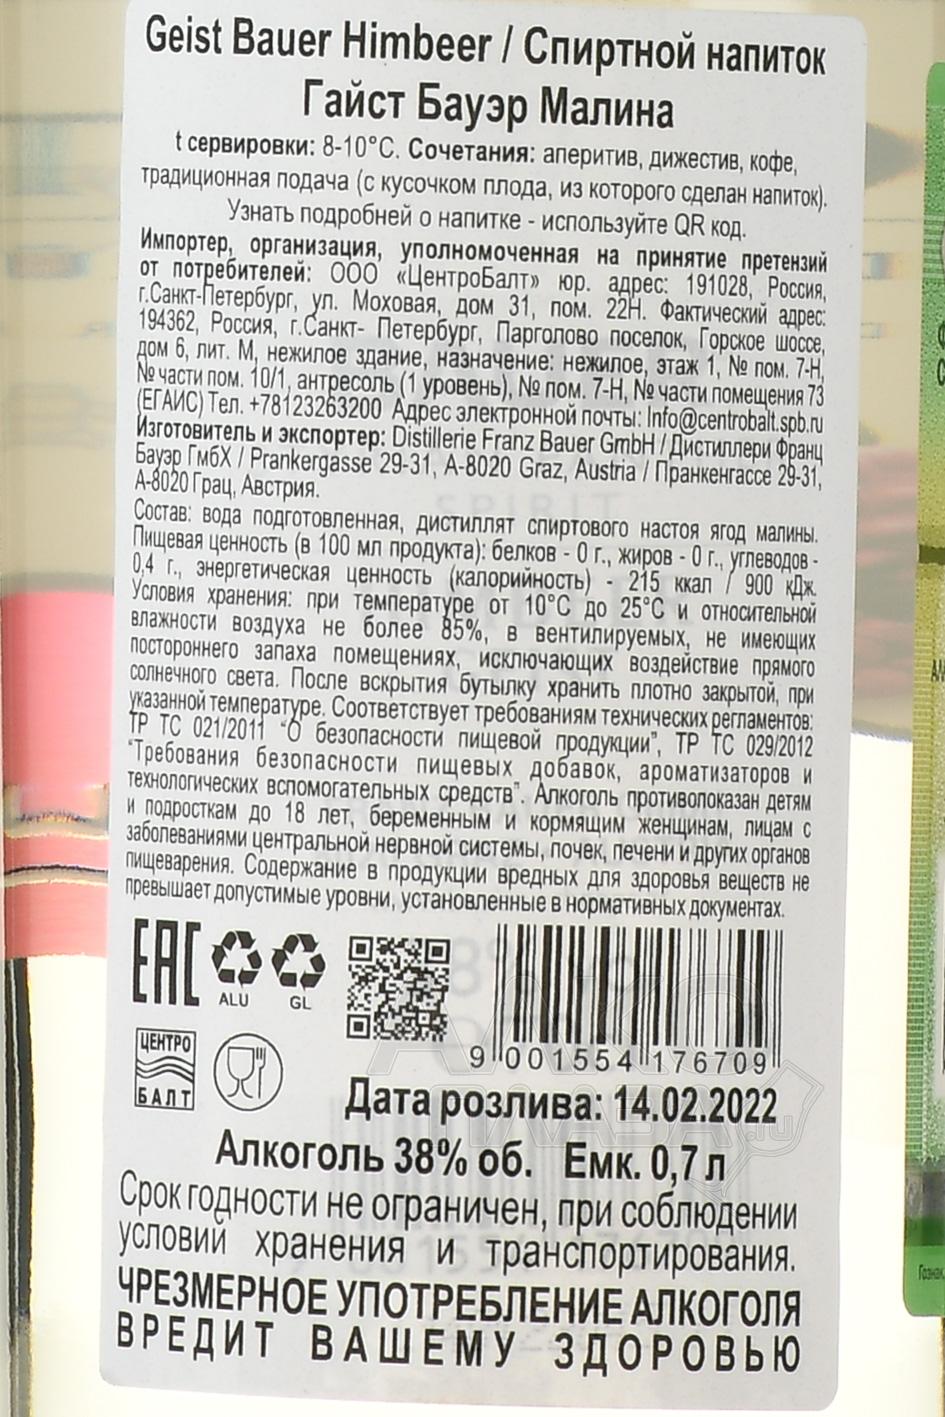 Geist Bauer Himbeer / Спиртной напиток
Гайст Бауэр Малина
t сервировки: 8-10°C. Сочетания: аперитив, дижестив, кофе,
традиционная подача (с кусочком плода, из которого сделан напиток).
Узнать подробней о напитке - используйте QR код.
Импортер, организация, уполномоченная на принятие претензий
от потребителей: ООО «ЦентроБалт» юр. адрес: 191028, Россия,
г.Санкт-Петербург, ул. Моховая, дом 31, пом. 22Н. Фактический адрес:
194362, Россия, г.Санкт- Петербург, Парголово поселок, Горское шоссе,
дом 6, лит. М, нежилое здание, назначение: нежилое, этаж 1, № пом. 7-Н,
№ части пом. 10/1, антресоль (1 уровень), № пом. 7-Н, № части помещения 73
(ЕГАИС) Тел. +78123263200 Адрес электронной почты: Info@centrobalt.spb.ru
Изготовитель и экспортер: Distillerie Franz Bauer GmbH / Дистиллери Франц
Бауэр ГмбХ / Prankergasse 29-31, A-8020 Graz, Austria / Пранкенгассе 29-31,
А-8020 Грац, Австрия.
Состав: вода подготовленная, дистиллят спиртового настоя ягод малины.
Пищевая ценность (в 100 мл продукта): белков - 0 г., жиров - 0 г., углеводов -
0,4 г., энергетическая ценность (калорийность) - 215 ккал / 900 кДж.
Условия хранения: при температуре от 10°С до 25°С и относительной
влажности воздуха не более 85%, в вентилируемых, не имеющих
постороннего запаха помещениях, исключающих воздействие прямого
солнечного света. После вскрытия бутылку хранить плотно закрытой, при
указанной температуре. Соответствует требованиям технических регламентов:
ТР ТС 021/2011 "О безопасности пищевой продукции", ТР ТС 029/2012
"Требования безопасности пищевых добавок, ароматизаторов и
технологических вспомогательных средств". Алкоголь противопоказан детям
и подросткам до 18 лет, беременным и кормящим женщинам, лицам с
заболеваниями центральной нервной системы, почек, печени и других органов
пищеварения. Содержание в продукции вредных для здоровья веществ не
превышает допустимые уровни, установленные в нормативных документах.
EAC
ALU GL
9 001554 176709
ЦЕНТРО
БАЛТ
Дата розлива: 14.02.2022
Алкоголь 38% об. Емк. 0,7 л
Срок годности не ограничен, при соблюдении
условий хранения и транспортирования.
ЧРЕЗМЕРНОЕ УПОТРЕБЛЕНИЕ АЛКОГОЛЯ
ВРЕДИТ ВАШЕМУ ЗДОРОВЬЮ